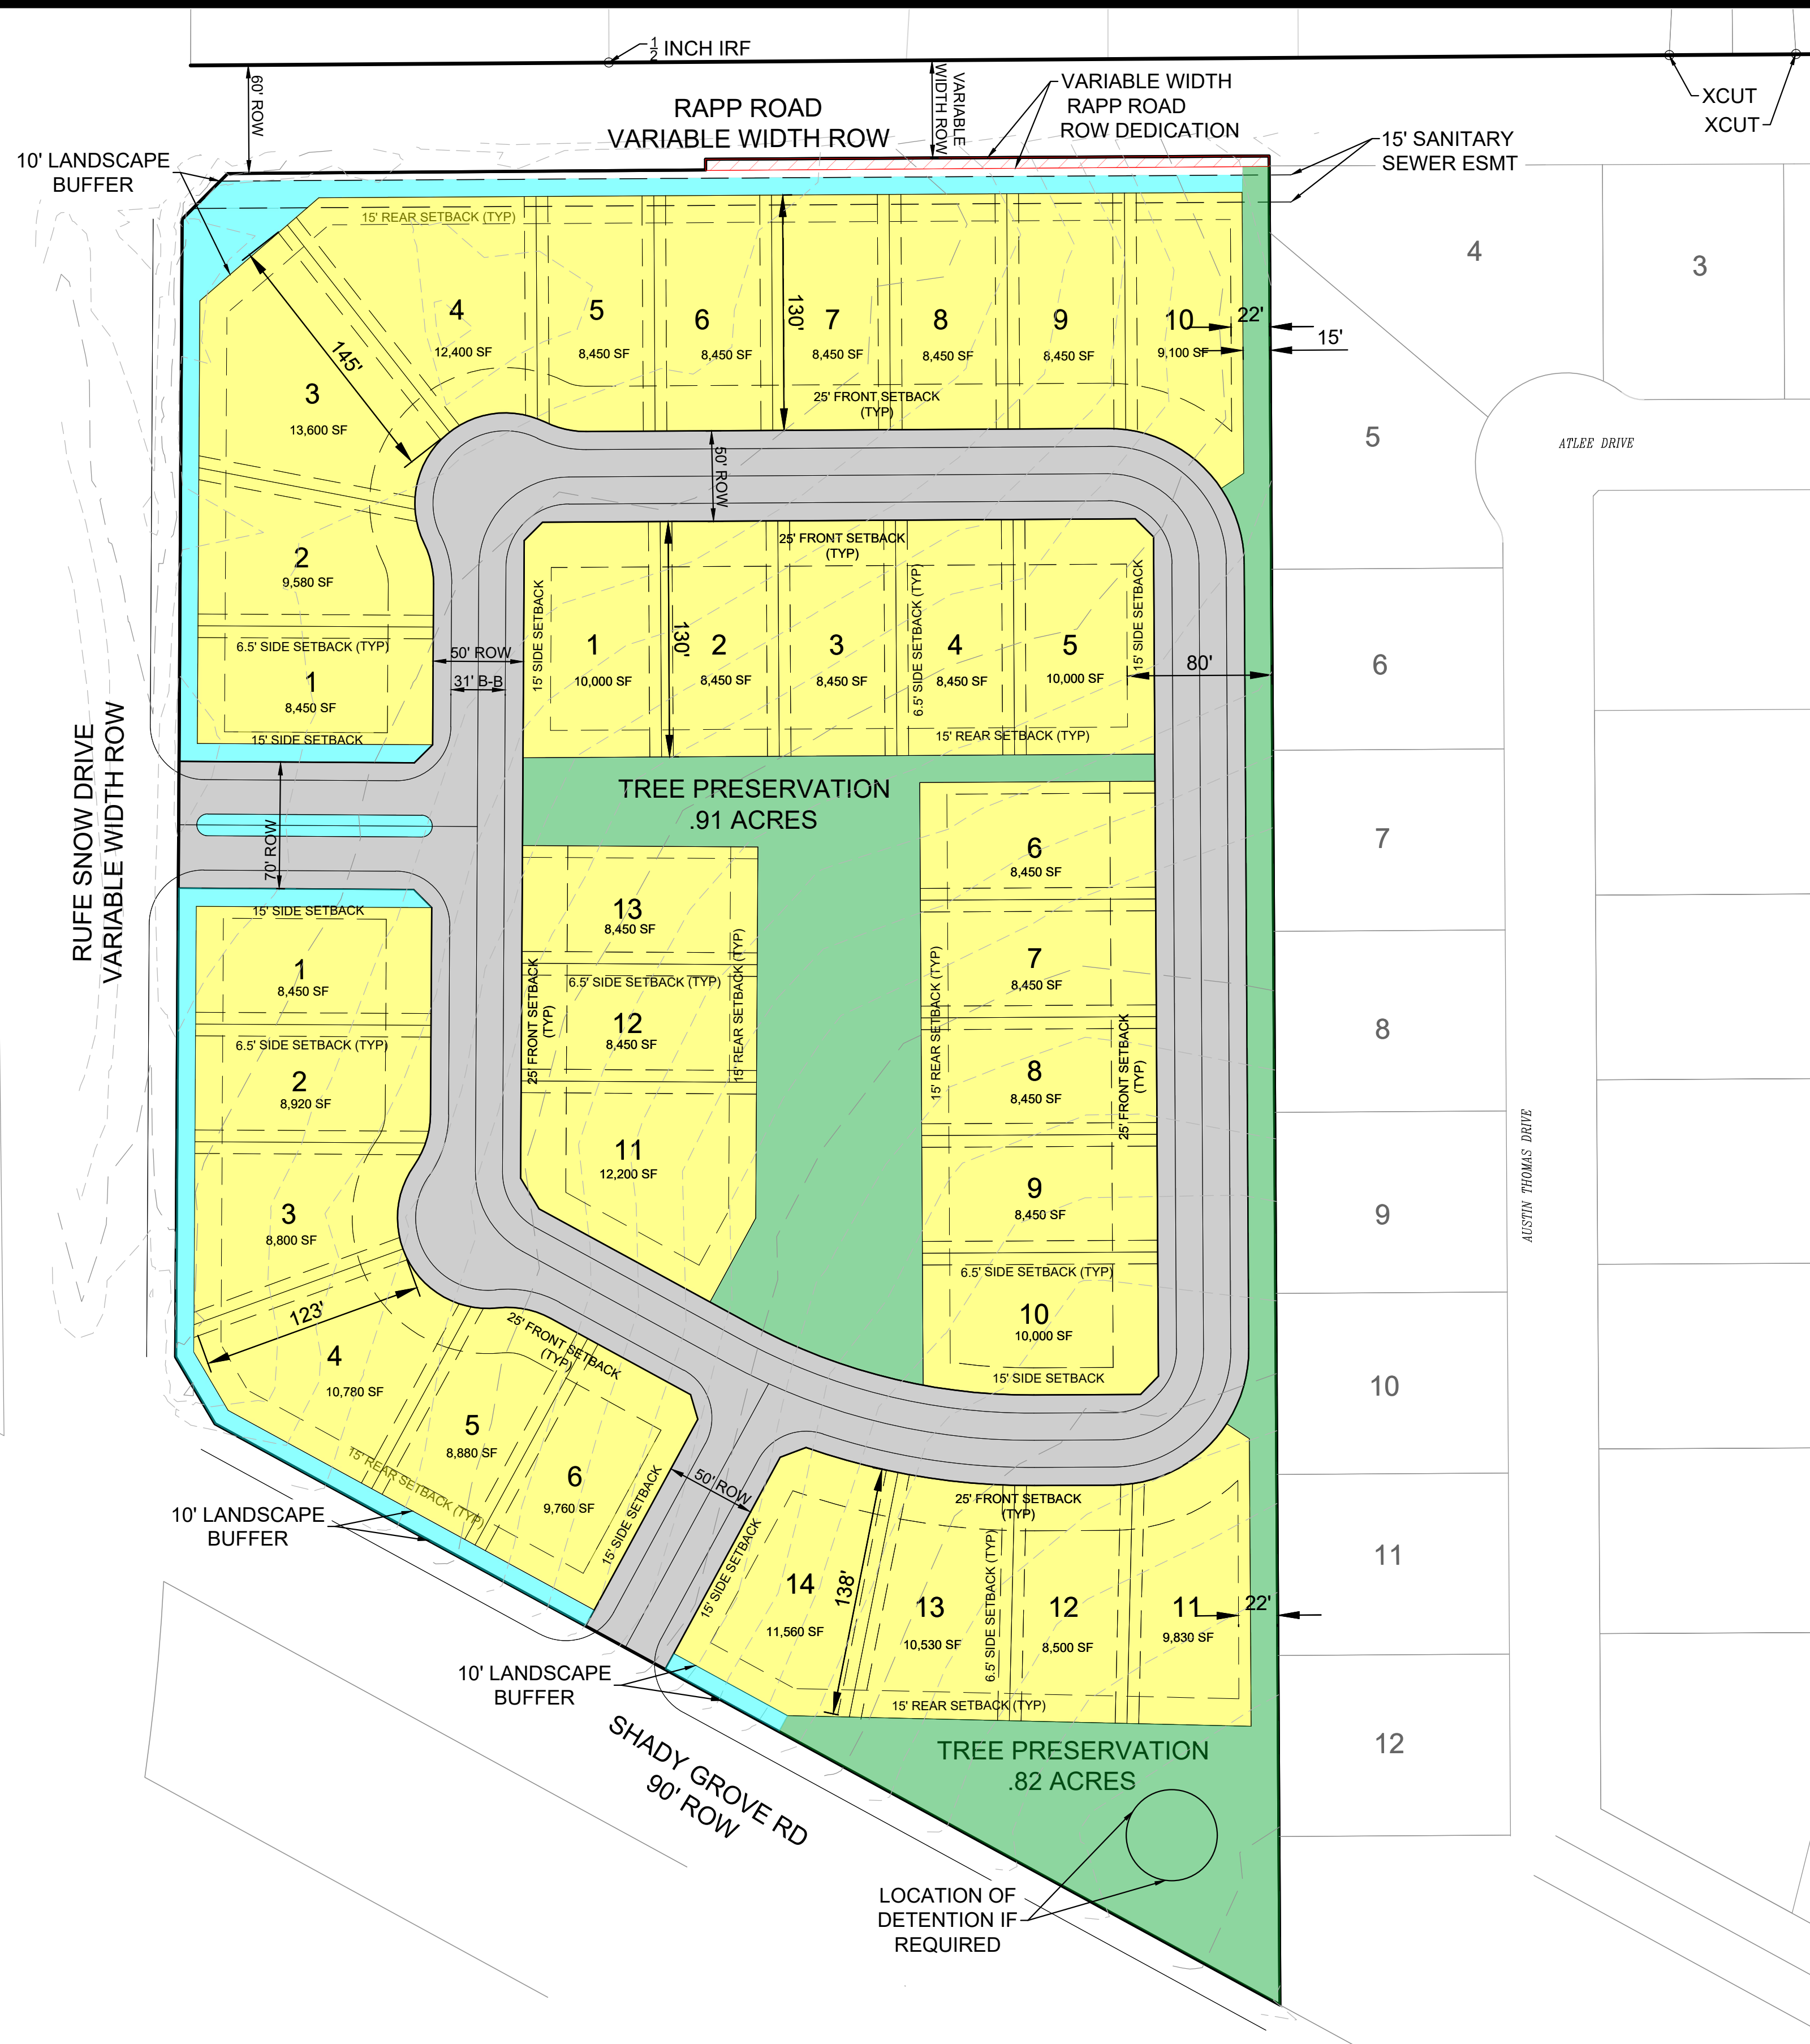 ½ INCH IRF
60' ROW
VARIABLE
WIDTH ROW
RAPP ROAD
VARIABLE WIDTH ROW
VARIABLE WIDTH
RAPP ROAD
ROW DEDICATION
XCUT
XCUT
15' SANITARY
SEWER ESMT
10' LANDSCAPE
BUFFER
15' REAR SETBACK (TYP)
4
12,400 SF
5
8,450 SF
6
8,450 SF
7
8,450 SF
130'
8
8,450 SF
9
8,450 SF
10
9,100 SF
22'
15'
4
3
145'
3
13,600 SF
25' FRONT SETBACK
(TYP)
5
ATLEE DRIVE
50' ROW
2
9,580 SF
6.5' SIDE SETBACK (TYP)
1
8,450 SF
15' SIDE SETBACK
50' ROW
31' B-B
15' SIDE SETBACK
25' FRONT SETBACK
(TYP)
1
10,000 SF
130'
2
8,450 SF
3
8,450 SF
6.5' SIDE SETBACK (TYP)
4
8,450 SF
5
10,000 SF
15' SIDE SETBACK
15' REAR SETBACK (TYP)
80'
6
RUFE SNOW DRIVE
VARIABLE WIDTH ROW
70' ROW
TREE PRESERVATION
.91 ACRES
6
8,450 SF
7
15' SIDE SETBACK
1
8,450 SF
6.5' SIDE SETBACK (TYP)
2
8,920 SF
3
8,800 SF
13
8,450 SF
6.5' SIDE SETBACK (TYP)
25' FRONT SETBACK
(TYP)
15' REAR SETBACK (TYP)
12
8,450 SF
11
12,200 SF
15' REAR SETBACK (TYP)
7
8,450 SF
8
8,450 SF
25' FRONT SETBACK
(TYP)
9
8,450 SF
6.5' SIDE SETBACK (TYP)
10
10,000 SF
15' SIDE SETBACK
8
9
AUSTIN THOMAS DRIVE
10
123'
4
10,780 SF
25' FRONT SETBACK
(TYP)
5
8,880 SF
15' REAR SETBACK (TYP)
6
9,760 SF
15' SIDE SETBACK
50' ROW
15' SIDE SETBACK
10' LANDSCAPE
BUFFER
14
11,560 SF
138'
25' FRONT SETBACK
(TYP)
13
10,530 SF
6.5' SIDE SETBACK (TYP)
12
8,500 SF
11
9,830 SF
22'
15' REAR SETBACK (TYP)
11
12
10' LANDSCAPE
BUFFER
SHADY GROVE RD
90' ROW
TREE PRESERVATION
.82 ACRES
LOCATION OF
DETENTION IF
REQUIRED